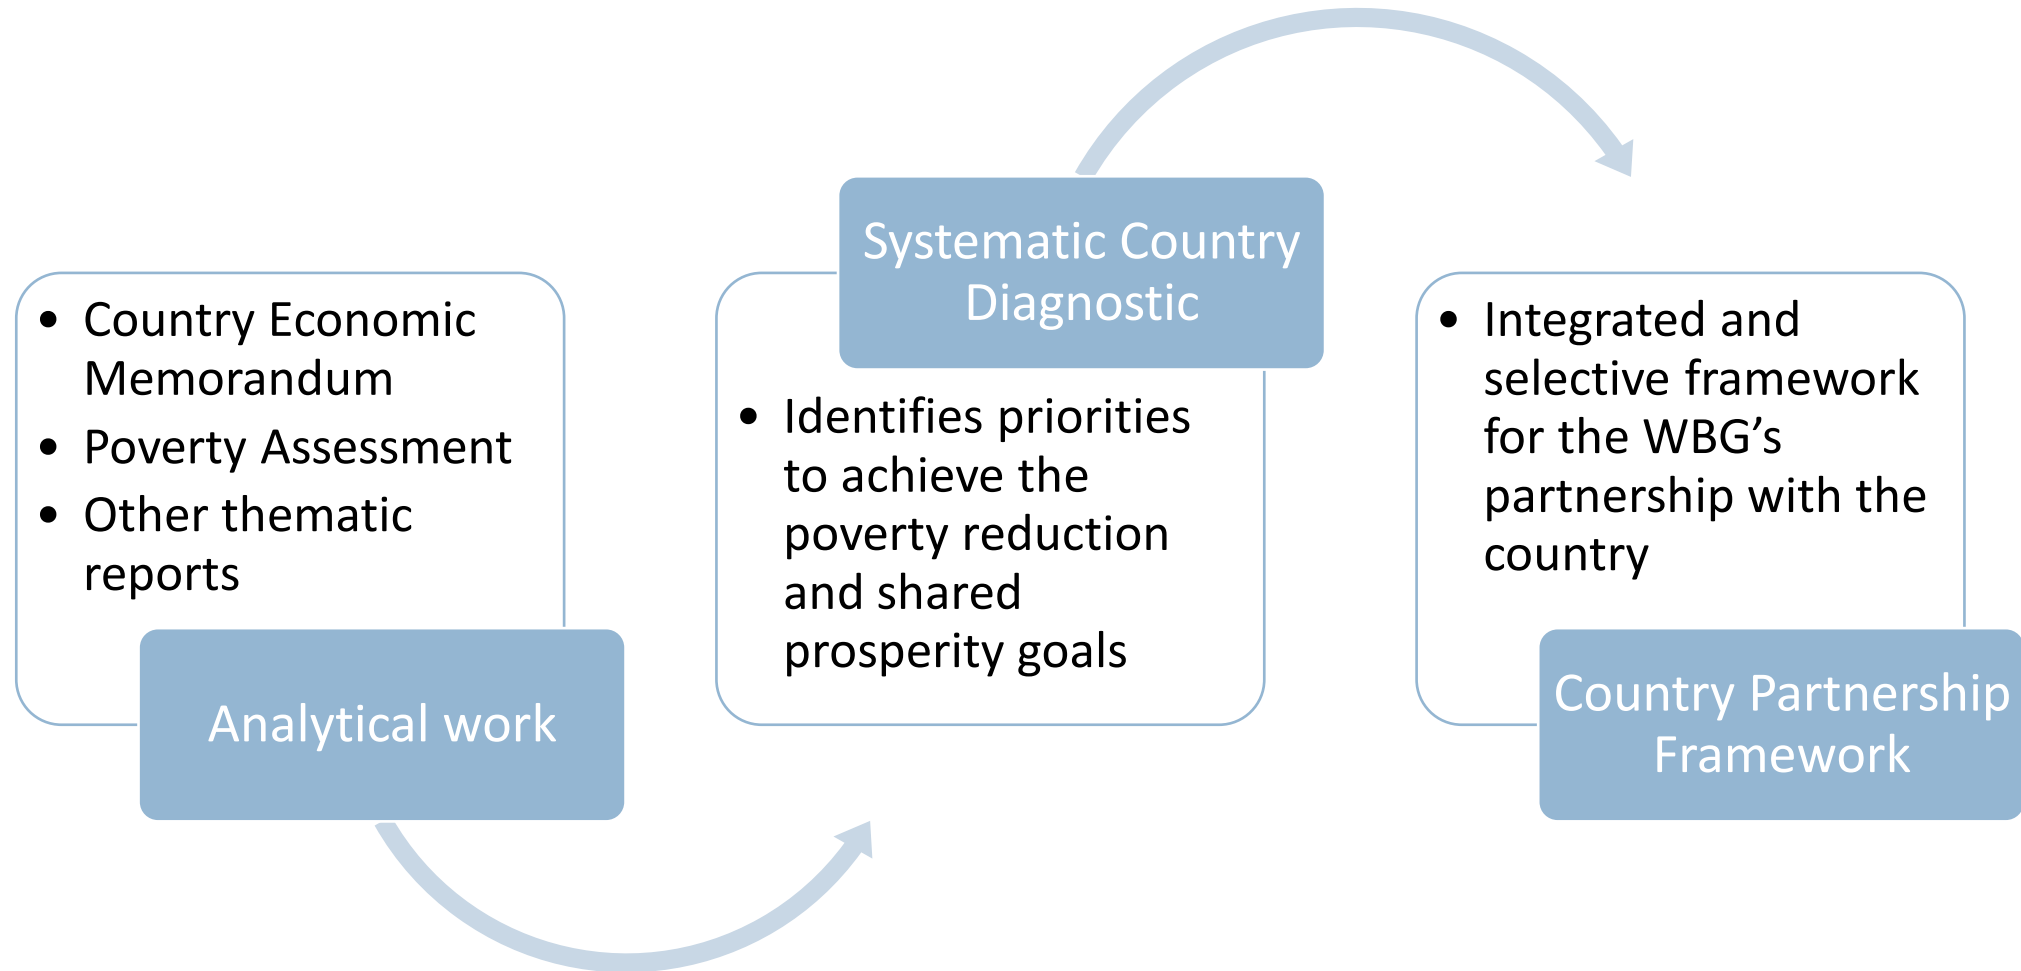 • Country Economic
Memorandum
• Poverty Assessment
• Other thematic
reports
Analytical work
Systematic Country
Diagnostic
• Identifies priorities
to achieve the
poverty reduction
and shared
prosperity goals
• Integrated and
selective framework
for the WBG’s
partnership with the
country
Country Partnership
Framework